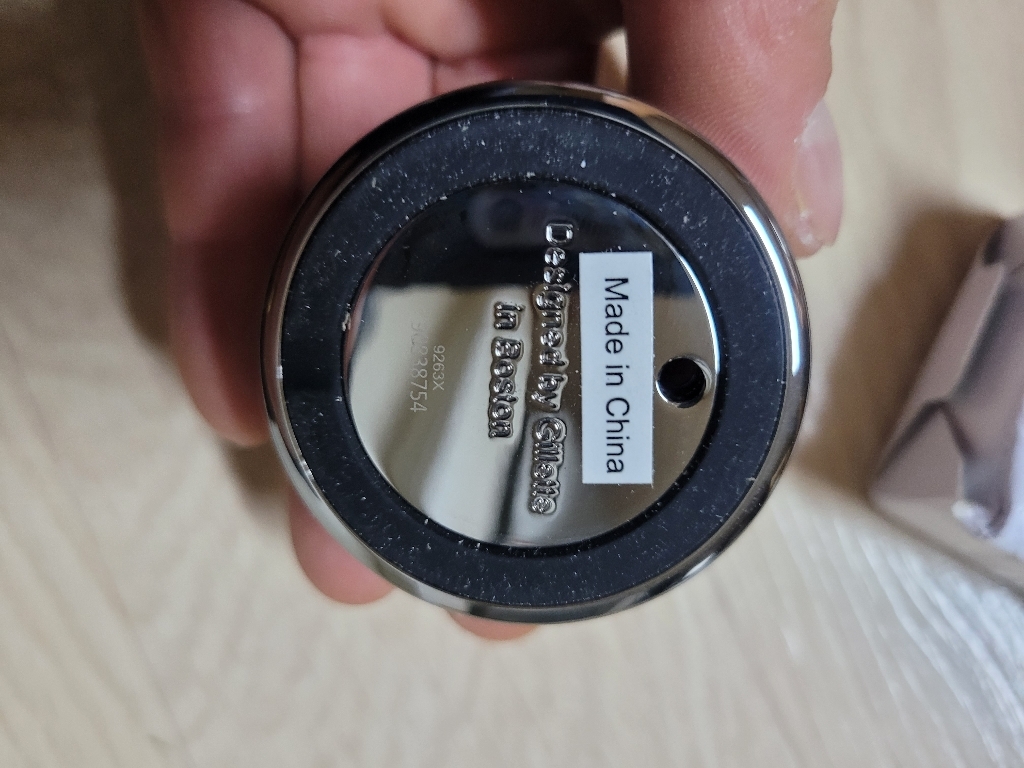 Made in China
Designed by Gillette
in Boston
9263X